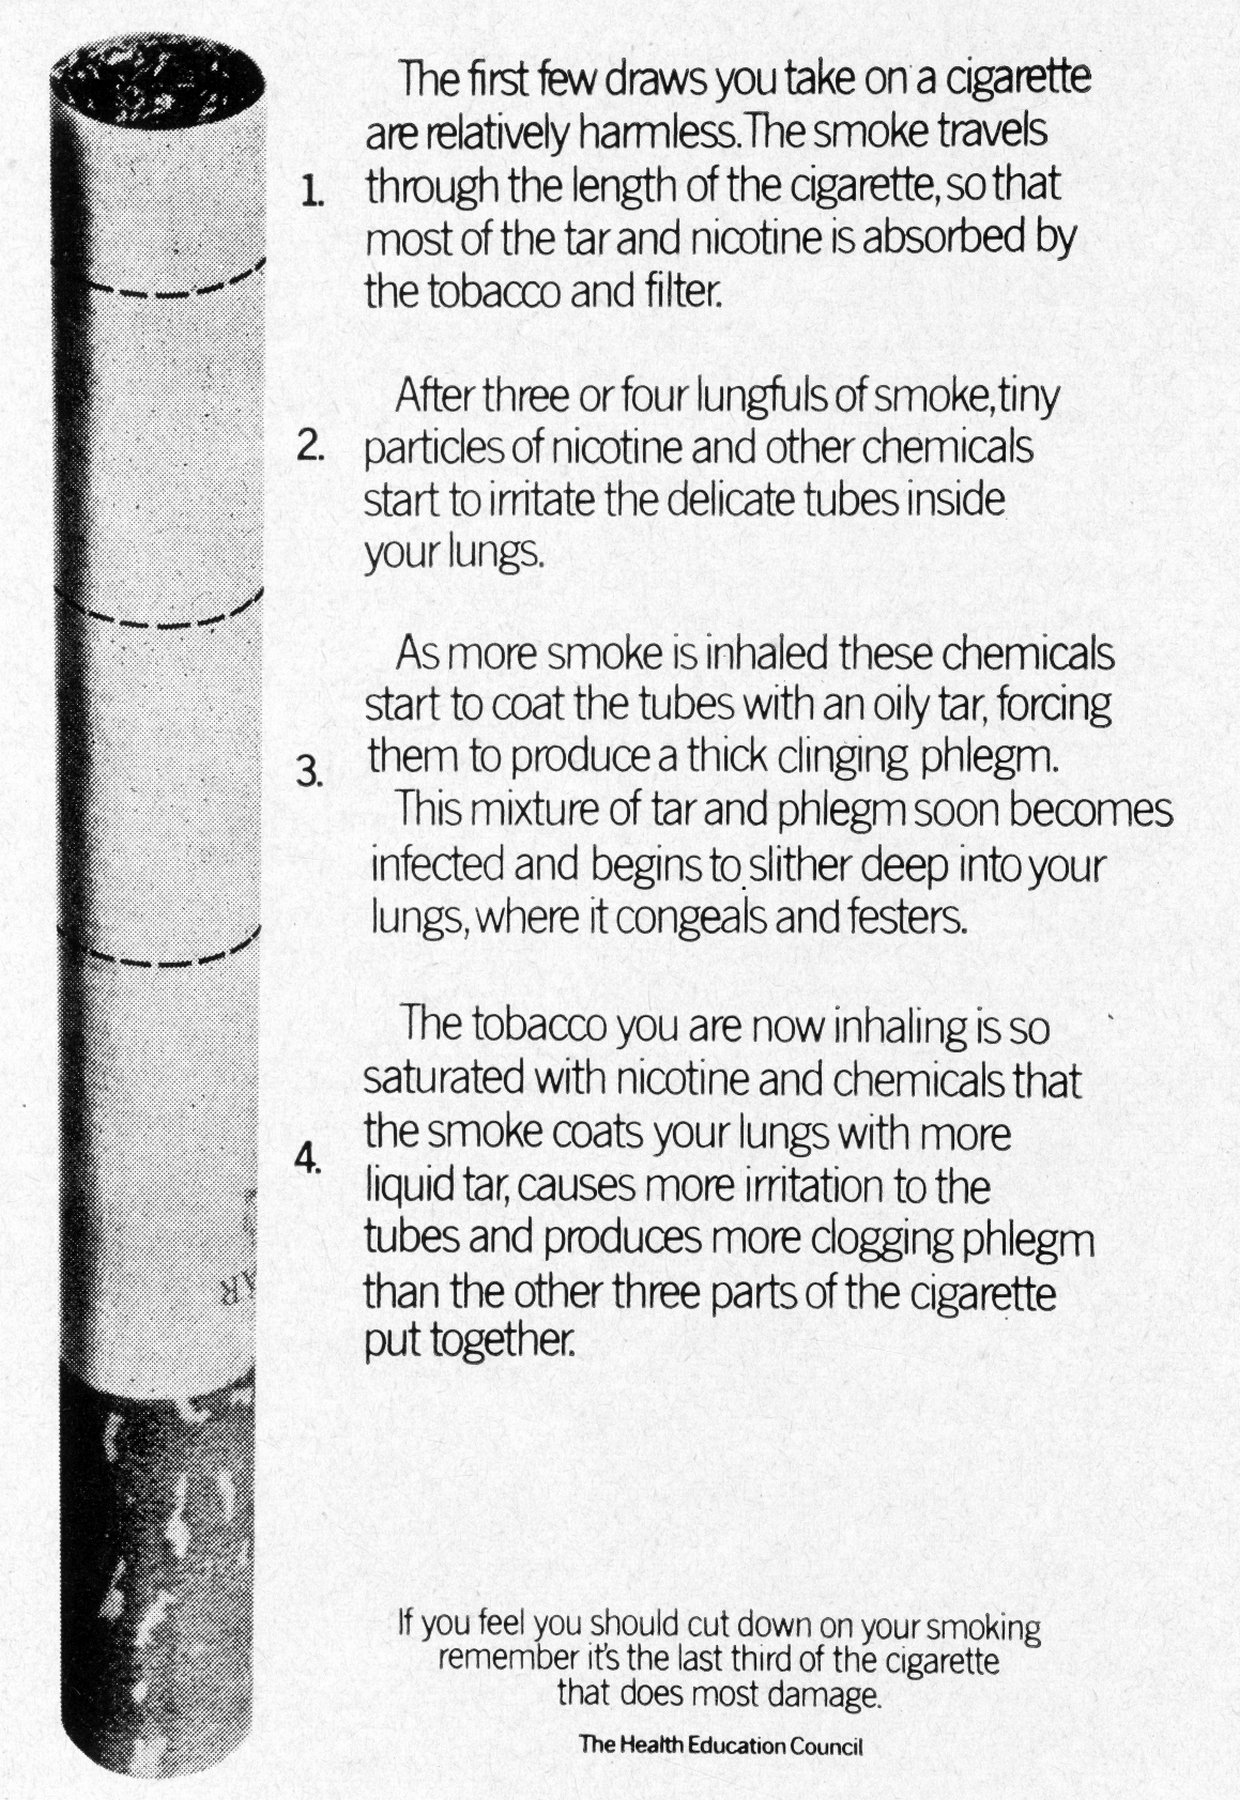 The first few draws you take on a cigarette
are relatively harmless. The smoke travels
1. through the length of the cigarette, so that
most of the tar and nicotine is absorbed by
the tobacco and filter.
After three or four lungfuls of smoke, tiny
2. particles of nicotine and other chemicals
start to irritate the delicate tubes inside
your lungs.
As more smoke is inhaled these chemicals
start to coat the tubes with an oily tar, forcing
3. them to produce a thick clinging phlegm.
This mixture of tar and phlegm soon becomes
infected and begins to slither deep into your
lungs, where it congeals and festers.
The tobacco you are now inhaling is so
saturated with nicotine and chemicals that
the smoke coats your lungs with more
4. liquid tar, causes more irritation to the
tubes and produces more clogging phlegm
than the other three parts of the cigarette
put together.
If you feel you should cut down on your smoking
remember it's the last third of the cigarette
that does most damage.
The Health Education Council